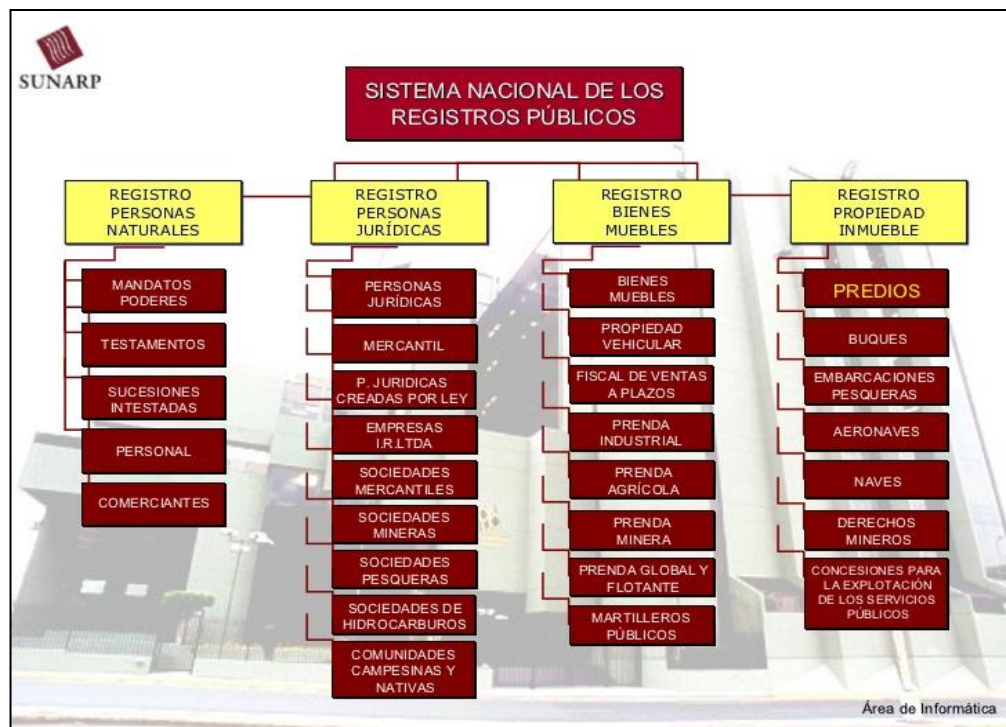 SUNARP
SISTEMA NACIONAL DE LOS
REGISTROS PÚBLICOS
REGISTRO
PERSONAS
NATURALES
MANDATOS
PODERES
TESTAMENTOS
SUCESIONES
INTESTADAS
PERSONAL
COMERCIANTES
REGISTRO
PERSONAS
JURÍDICAS
PERSONAS
JURÍDICAS
MERCANTIL
P. JURIDICAS
CREADAS POR LEY
EMPRESAS
I.R.LTDA
SOCIEDADES
MERCANTILES
SOCIEDADES
MINERAS
SOCIEDADES
PESQUERAS
SOCIEDADES DE
HIDROCARBUROS
COMUNIDADES
CAMPESINAS Y
NATIVAS
REGISTRO
BIENES
MUEBLES
BIENES
MUEBLES
PROPIEDAD
VEHICULAR
FISCAL DE VENTAS
A PLAZOS
PRENDA
INDUSTRIAL
PRENDA
AGRÍCOLA
PRENDA
MINERA
PRENDA GLOBAL Y
FLOTANTE
MARTILLEROS
PÚBLICOS
REGISTRO
PROPIEDAD
INMUEBLE
PREDIOS
BUQUES
EMBARCACIONES
PESQUERAS
AERONAVES
NAVES
DERECHOS
MINEROS
CONCESIONES PARA
LA EXPLOTACIÓN
DE LOS SERVICIOS
PÚBLICOS
Área de Informática